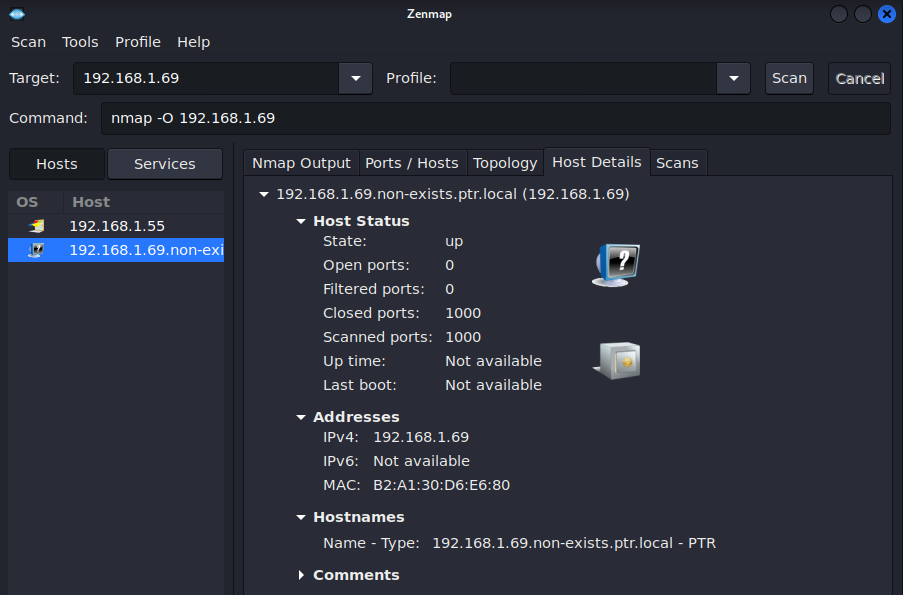 Zenmap
Scan Tools Profile Help
Target: 192.168.1.69 Profile: Scan Cancel
Command: nmap -O 192.168.1.69
Hosts Services
OS Host
192.168.1.55
192.168.1.69.non-exi
Nmap Output Ports / Hosts Topology Host Details Scans
192.168.1.69.non-exists.ptr.local (192.168.1.69)
Host Status
State: up
Open ports: 0
Filtered ports: 0
Closed ports: 1000
Scanned ports: 1000
Up time: Not available
Last boot: Not available
?
Addresses
IPv4: 192.168.1.69
IPv6: Not available
MAC: B2:A1:30:D6:E6:80
Hostnames
Name - Type: 192.168.1.69.non-exists.ptr.local - PTR
Comments